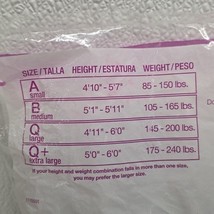 SIZE/TALLA HEIGHT/ESTATURA WEIGHT/PESO
A small 4'10" - 5'7" 85 - 150 lbs.
B medium 5'1" - 5'11" 105 - 165 lbs.
Q large 4'11" - 6'0" 145 - 200 lbs.
Q+ extra large 5'0" - 6'0" 175 - 240 lbs.
If your height and weight combination falls in more than one size,
you may prefer the larger size.